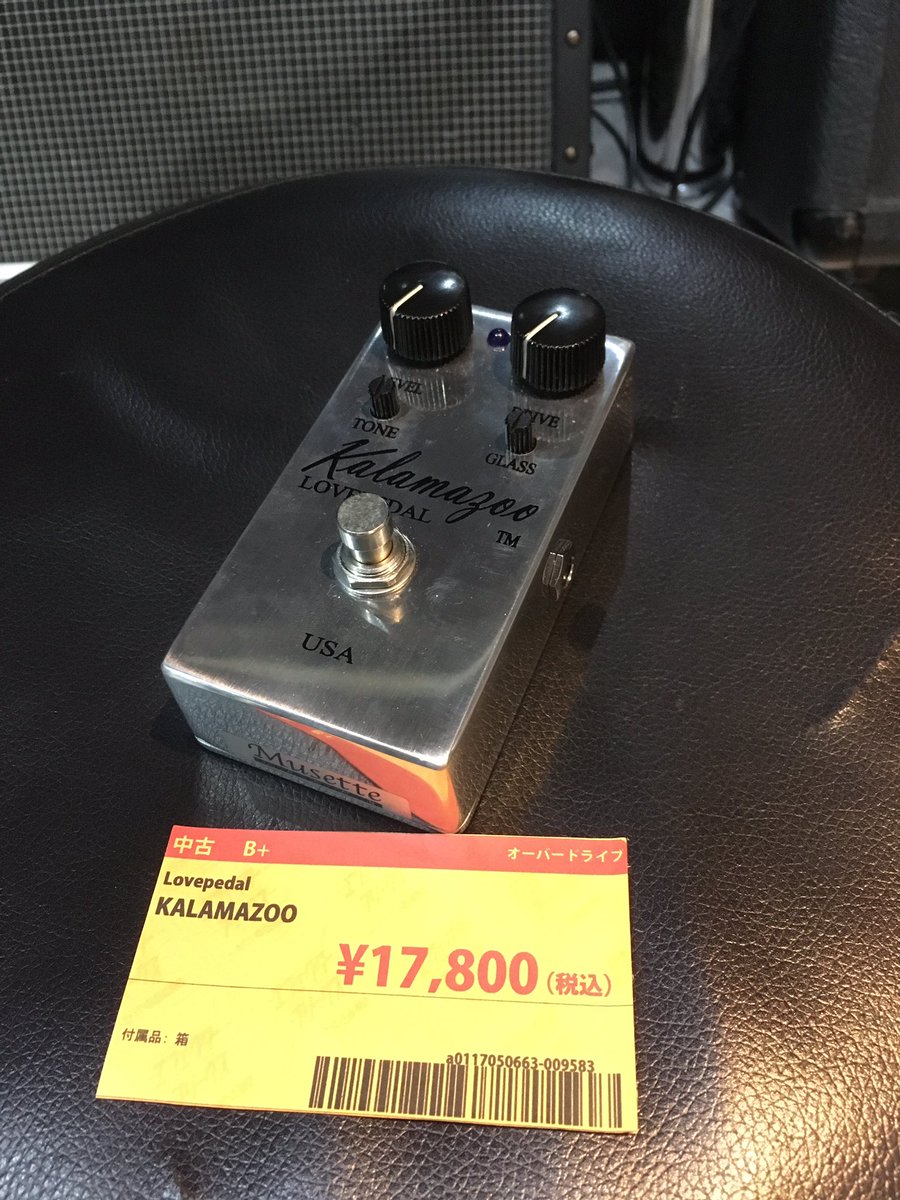 LEVEL
DRIVE
TONE
GLASS
Kalamazoo
LOVEPEDAL
TM
USA
Musette
中古 B+ オーバードライブ
Lovepedal
KALAMAZOO
¥17,800(税込)
付属品: 箱
a0117050663-009583